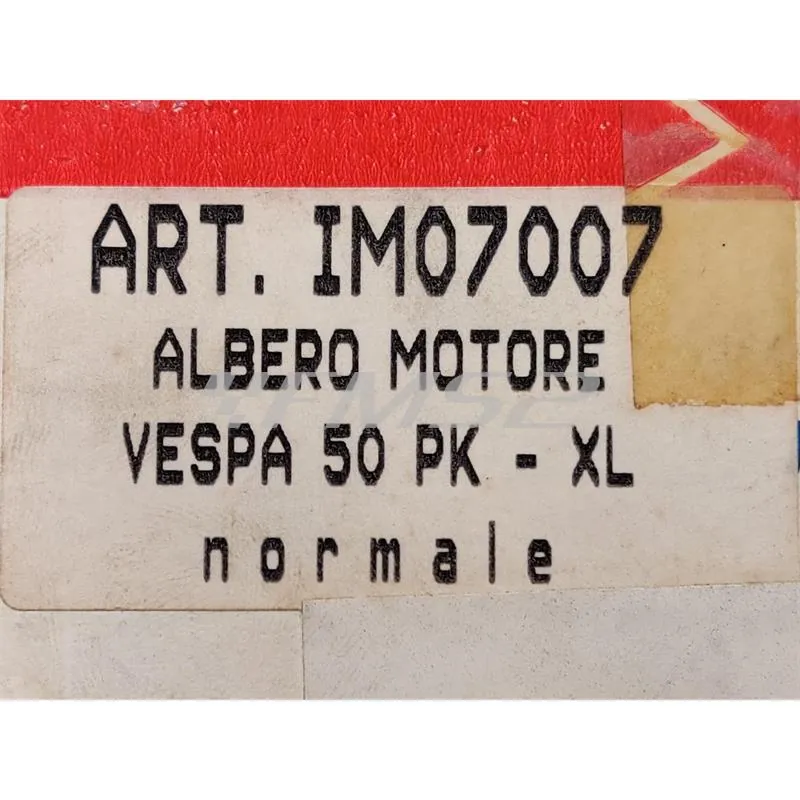 ART. IM07007
ALBERO MOTORE
VESPA 50 PK - XL
normale